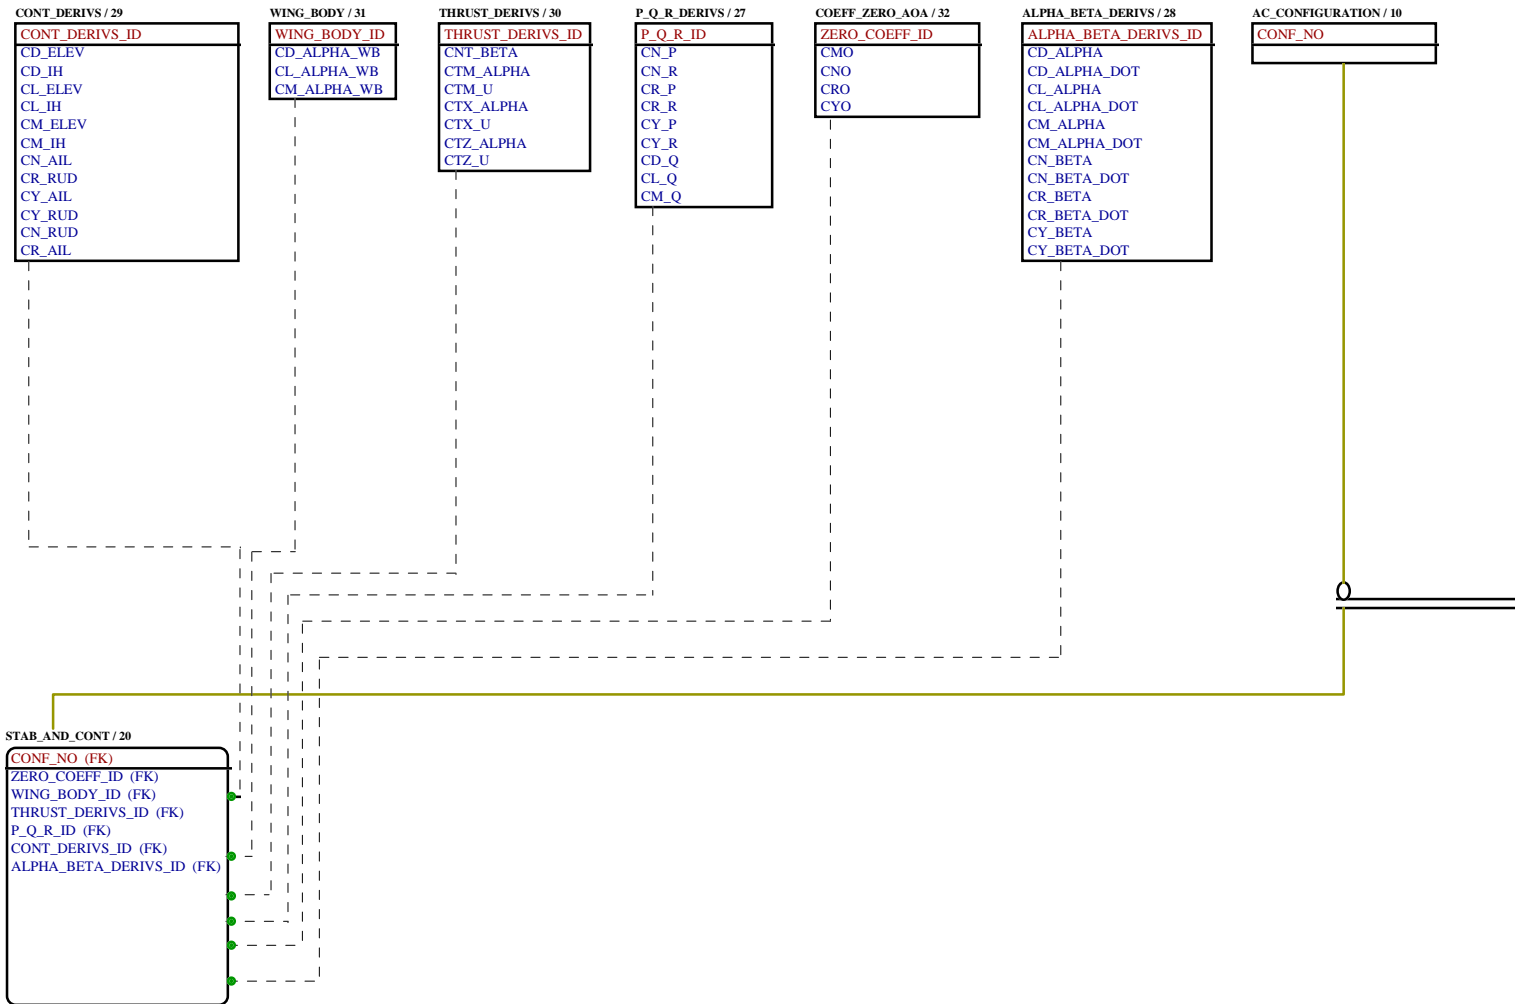 CONT_DERIVS / 29
CONT_DERIVS_ID
CD_ELEV
CD_IH
CL_ELEV
CL_IH
CM_ELEV
CM_IH
CN_AIL
CR_RUD
CY_AIL
CY_RUD
CN_RUD
CR_AIL
WING_BODY / 31
WING_BODY_ID
CD_ALPHA_WB
CL_ALPHA_WB
CM_ALPHA_WB
THRUST_DERIVS / 30
THRUST_DERIVS_ID
CNT_BETA
CTM_ALPHA
CTM_U
CTX_ALPHA
CTX_U
CTZ_ALPHA
CTZ_U
P_Q_R_DERIVS / 27
P_Q_R_ID
CN_P
CN_R
CR_P
CR_R
CY_P
CY_R
CD_Q
CL_Q
CM_Q
COEFF_ZERO_AOA / 32
ZERO_COEFF_ID
CMO
CNO
CRO
CYO
ALPHA_BETA_DERIVS / 28
ALPHA_BETA_DERIVS_ID
CD_ALPHA
CD_ALPHA_DOT
CL_ALPHA
CL_ALPHA_DOT
CM_ALPHA
CM_ALPHA_DOT
CN_BETA
CN_BETA_DOT
CR_BETA
CR_BETA_DOT
CY_BETA
CY_BETA_DOT
AC_CONFIGURATION / 10
CONF_NO
STAB_AND_CONT / 20
CONF_NO (FK)
ZERO_COEFF_ID (FK)
WING_BODY_ID (FK)
THRUST_DERIVS_ID (FK)
P_Q_R_ID (FK)
CONT_DERIVS_ID (FK)
ALPHA_BETA_DERIVS_ID (FK)